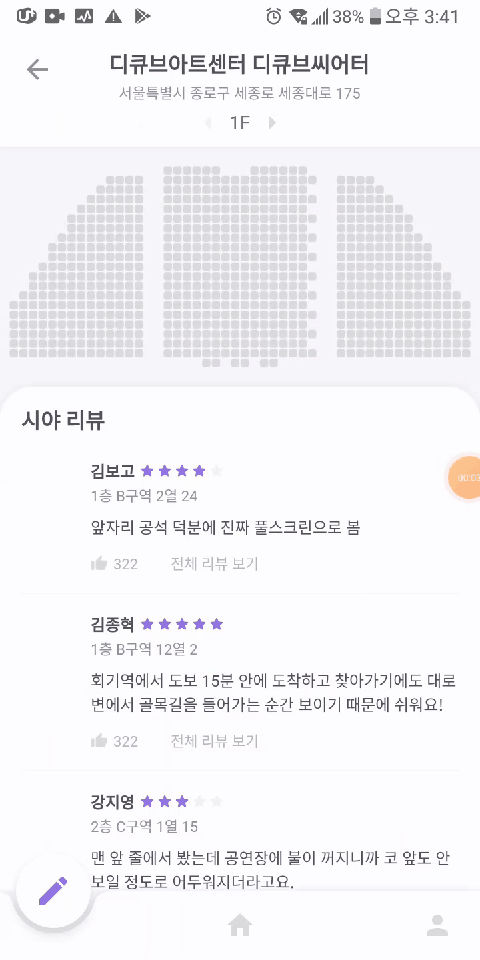 38% 오후 3:41
디큐브아트센터 디큐브씨어터
서울특별시 종로구 세종로 세종대로 175
1F
시야 리뷰
김보고
1층 B구역 2열 24
앞자리 공석 덕분에 진짜 풀스크린으로 봄
322 전체 리뷰 보기
김종혁
1층 B구역 12열 2
회기역에서 도보 15분 안에 도착하고 찾아가기에도 대로
변에서 골목길을 들어가는 순간 보이기 때문에 쉬워요!
322 전체 리뷰 보기
강지영
2층 C구역 1열 15
맨 앞 줄에서 봤는데 공연장에 불이 꺼지니까 코 앞도 안
보일 정도로 어두워지더라고요.